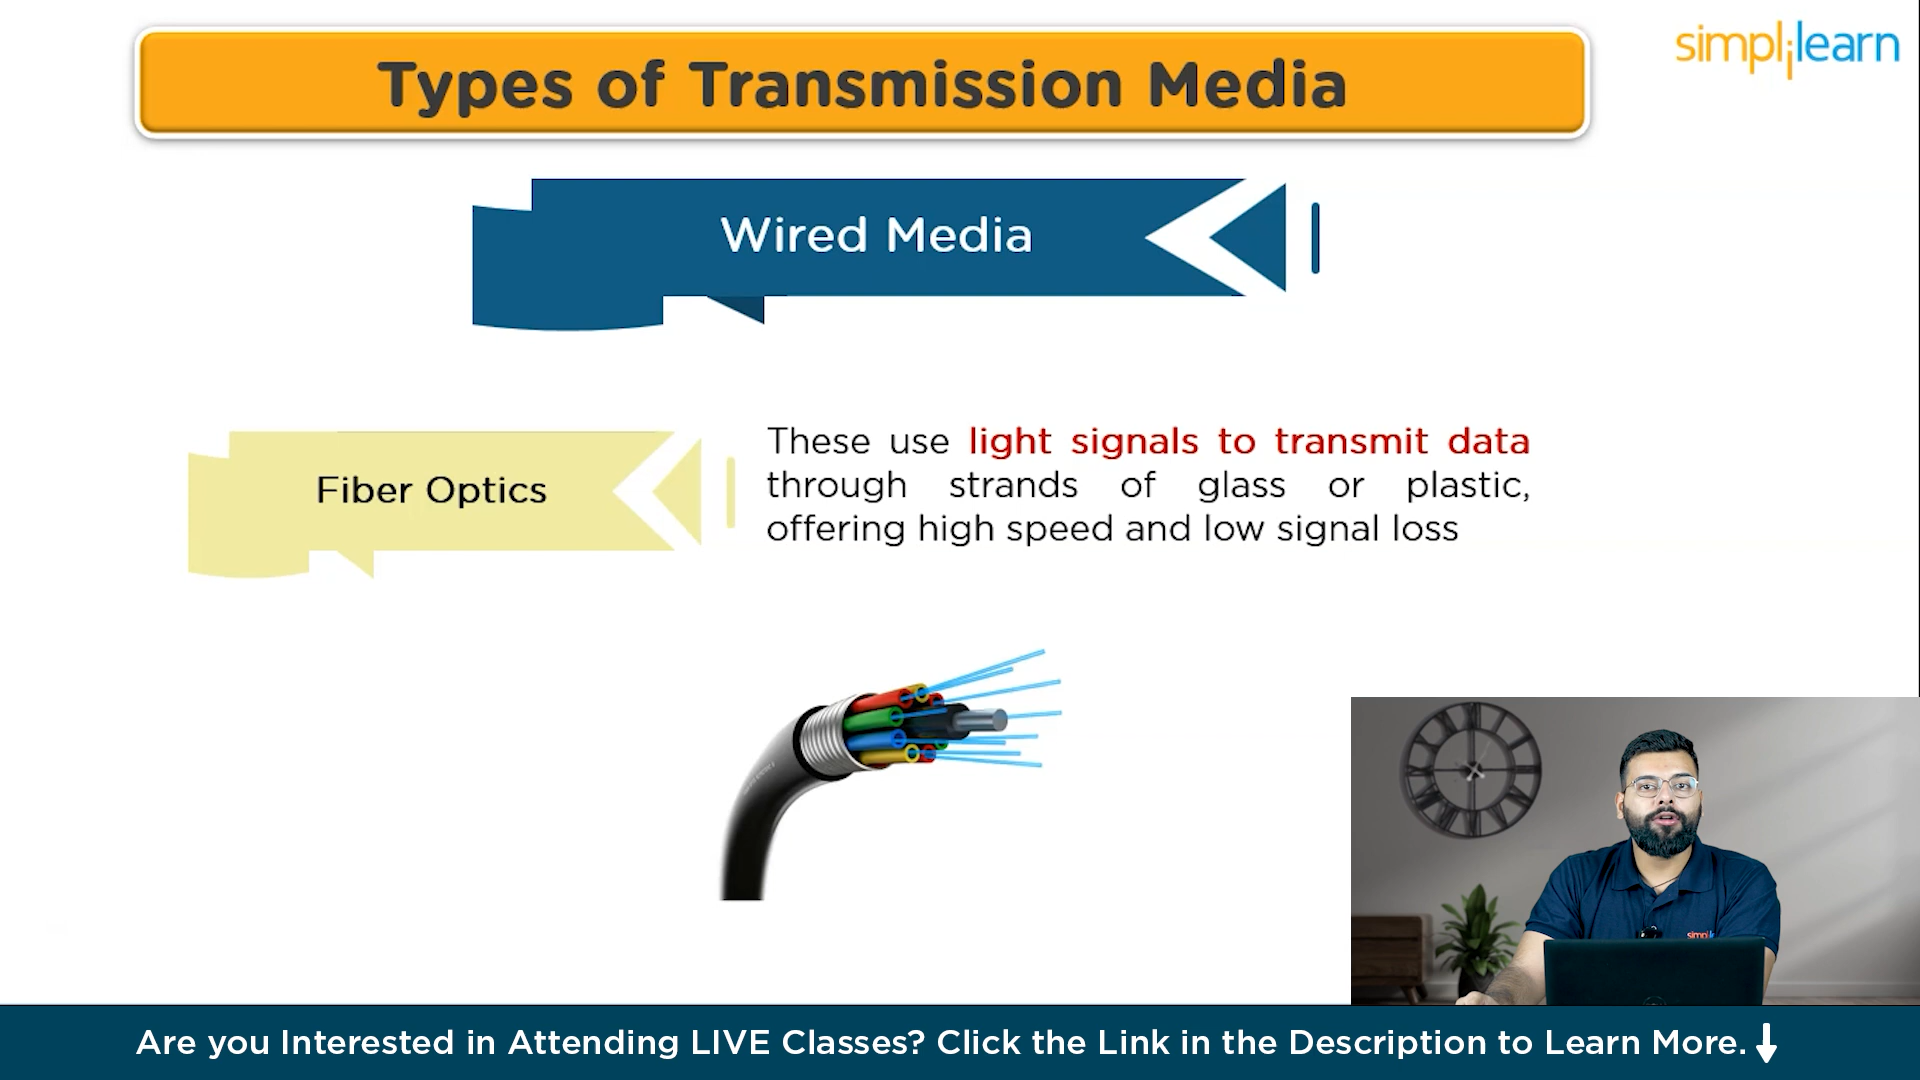 simplilearn
Types of Transmission Media
Wired Media
Fiber Optics
These use light signals to transmit data
through strands of glass or plastic,
offering high speed and low signal loss
Are you Interested in Attending LIVE Classes? Click the Link in the Description to Learn More.